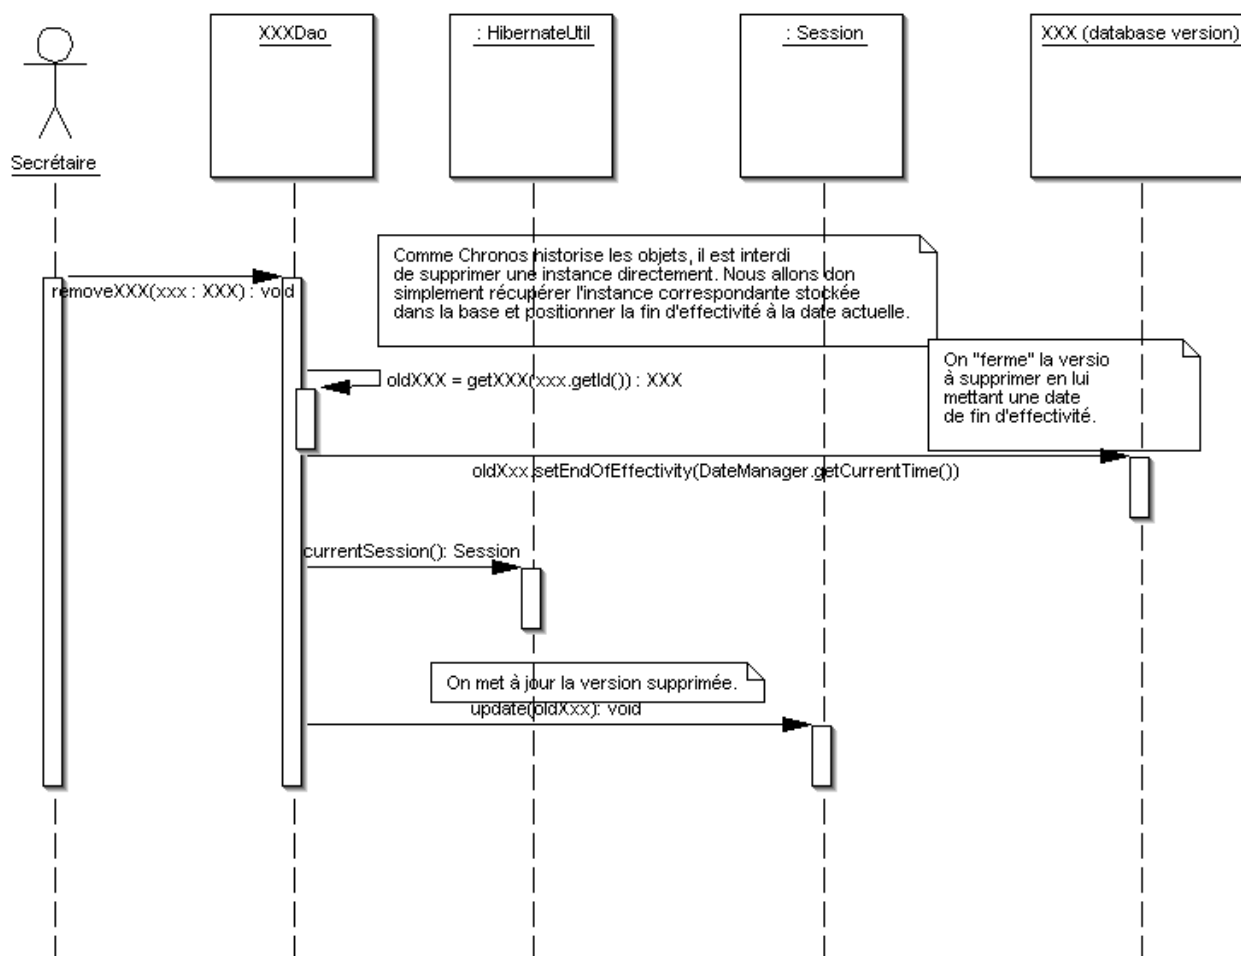 XXXDao
: HibernateUtil
: Session
XXX (database version)
Secrétaire
Comme Chronos historise les objets, il est interdi
de supprimer une instance directement. Nous allons don
simplement récupérer l'instance correspondante stockée
dans la base et positionner la fin d'effectivité à la date actuelle.
removeXXX(xxx : XXX) : void
On "ferme" la versio
à supprimer en lui
mettant une date
de fin d'effectivité.
oldXXX = getXXX(xxx.getId()) : XXX
oldXxx.setEndOfEffectivity(DateManager.getCurrentTime())
currentSession(): Session
On met à jour la version supprimée.
update(oldXxx): void